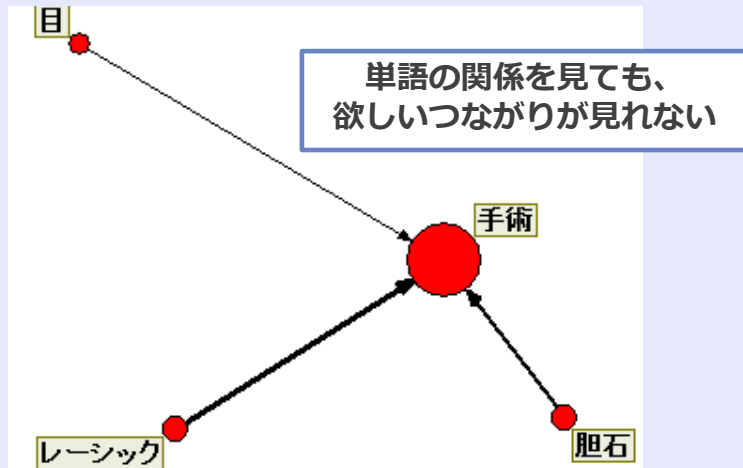 目
単語の関係を見ても、
欲しいつながりが見れない
手術
レーシック
胆石